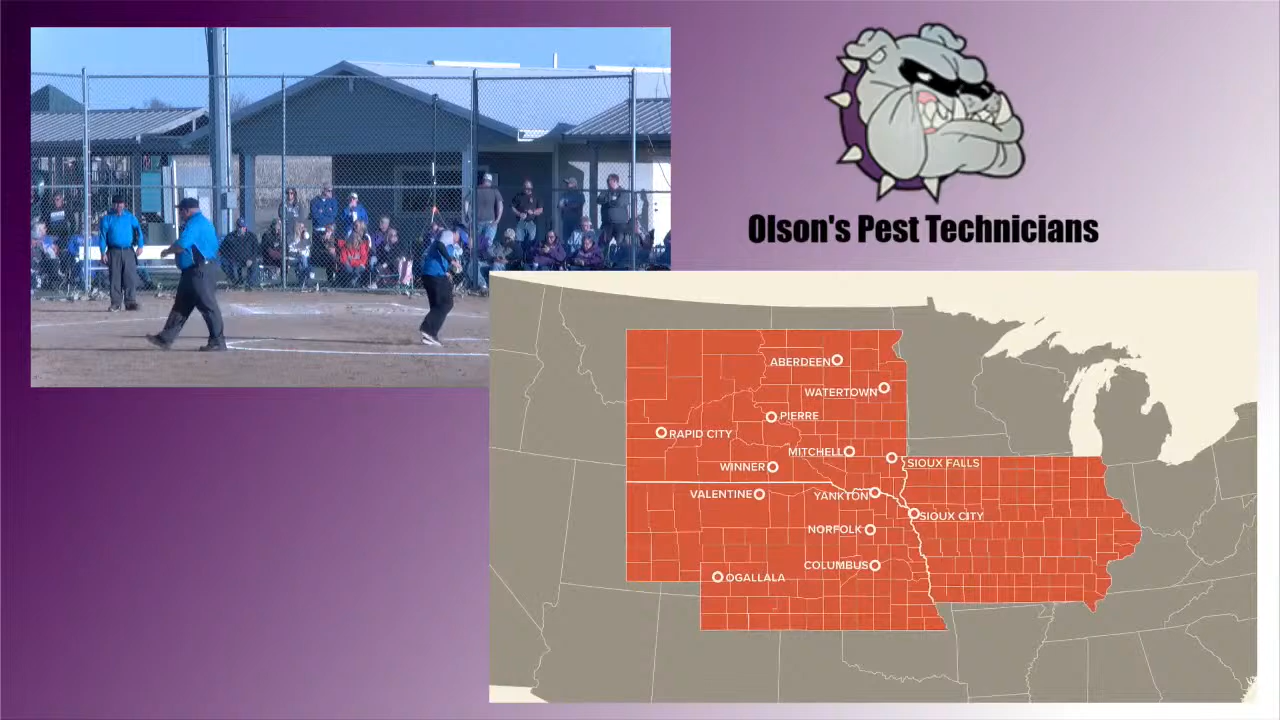 Olson's Pest Technicians
ABERDEEN
WATERTOWN
PIERRE
RAPID CITY
MITCHELL
SIOUX FALLS
WINNER
VALENTINE
YANKTON
SIOUX CITY
NORFOLK
COLUMBUS
OGALLALA